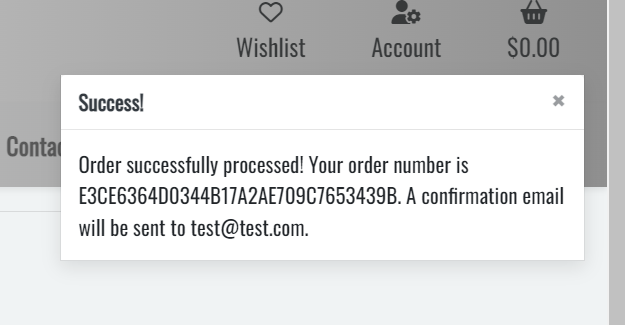 Wishlist Account $0.00
Success!
Contac
Order successfully processed! Your order number is
E3CE6364D0344B17A2AE709C7653439B. A confirmation email
will be sent to test@test.com.